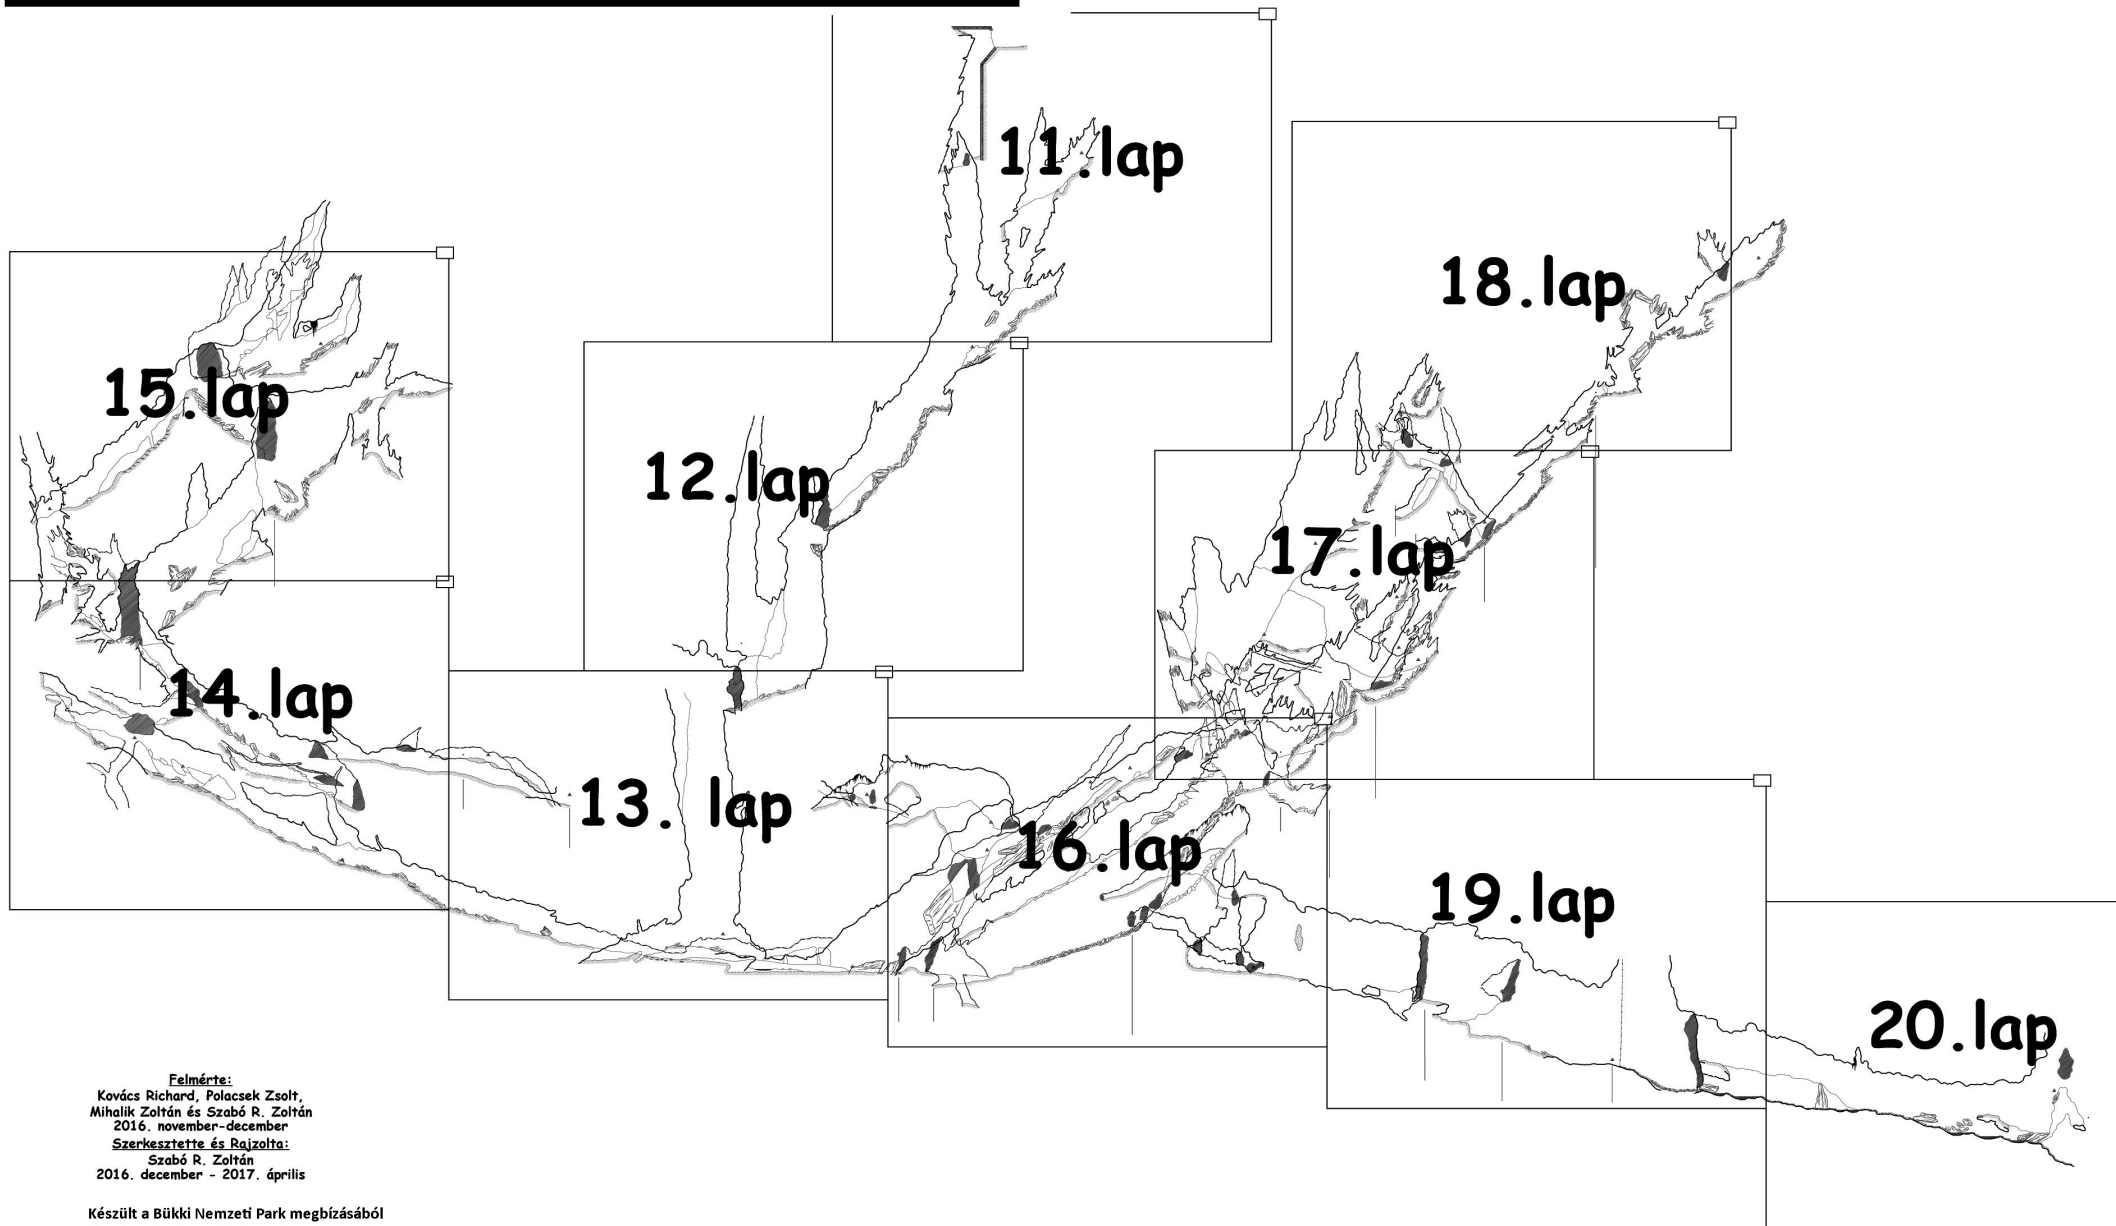 11.lap
18.lap
15.lap
12.lap
17.lap
14.lap
13. lap
16.lap
19.lap
20.lap
Felmérte:
Kovács Richard, Polacsek Zsolt,
Mihalik Zoltán és Szabó R. Zoltán
2016. november-december
Szerkesztette és Rajzolta:
Szabó R. Zoltán
2016. december - 2017. április
Készült a Bükki Nemzeti Park megbízásából